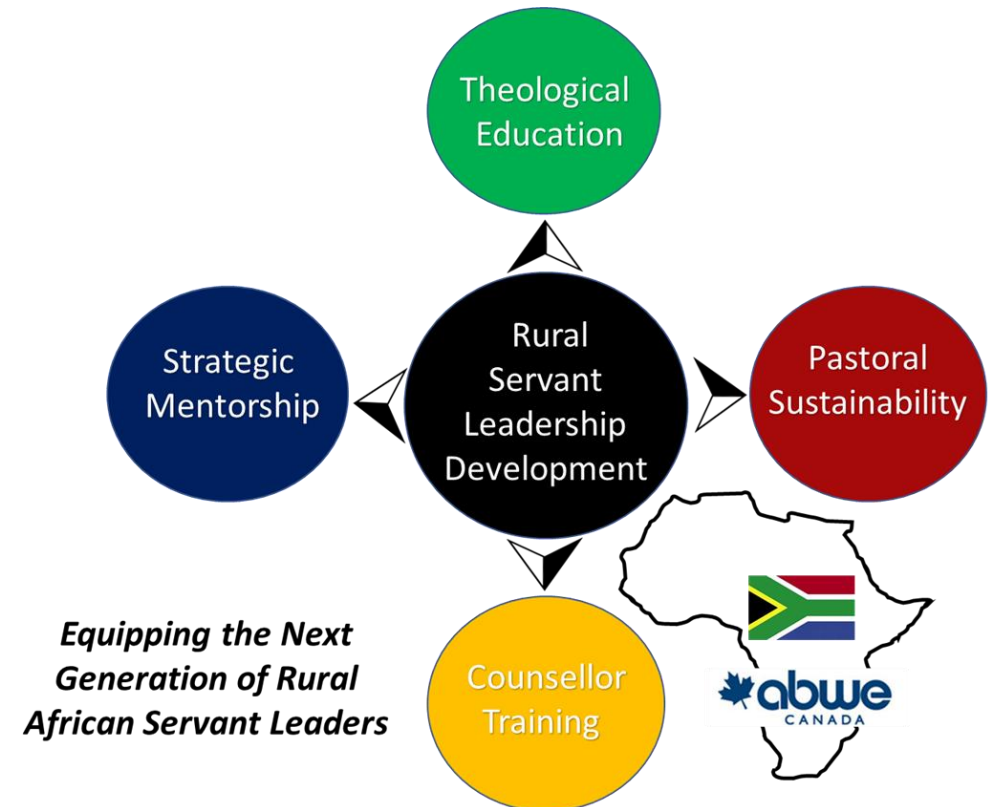 Theological
Education
Strategic
Mentorship
Rural
Servant
Leadership
Development
Pastoral
Sustainability
Equipping the Next
Generation of Rural
African Servant Leaders
Counsellor
Training
abwe
CANADA